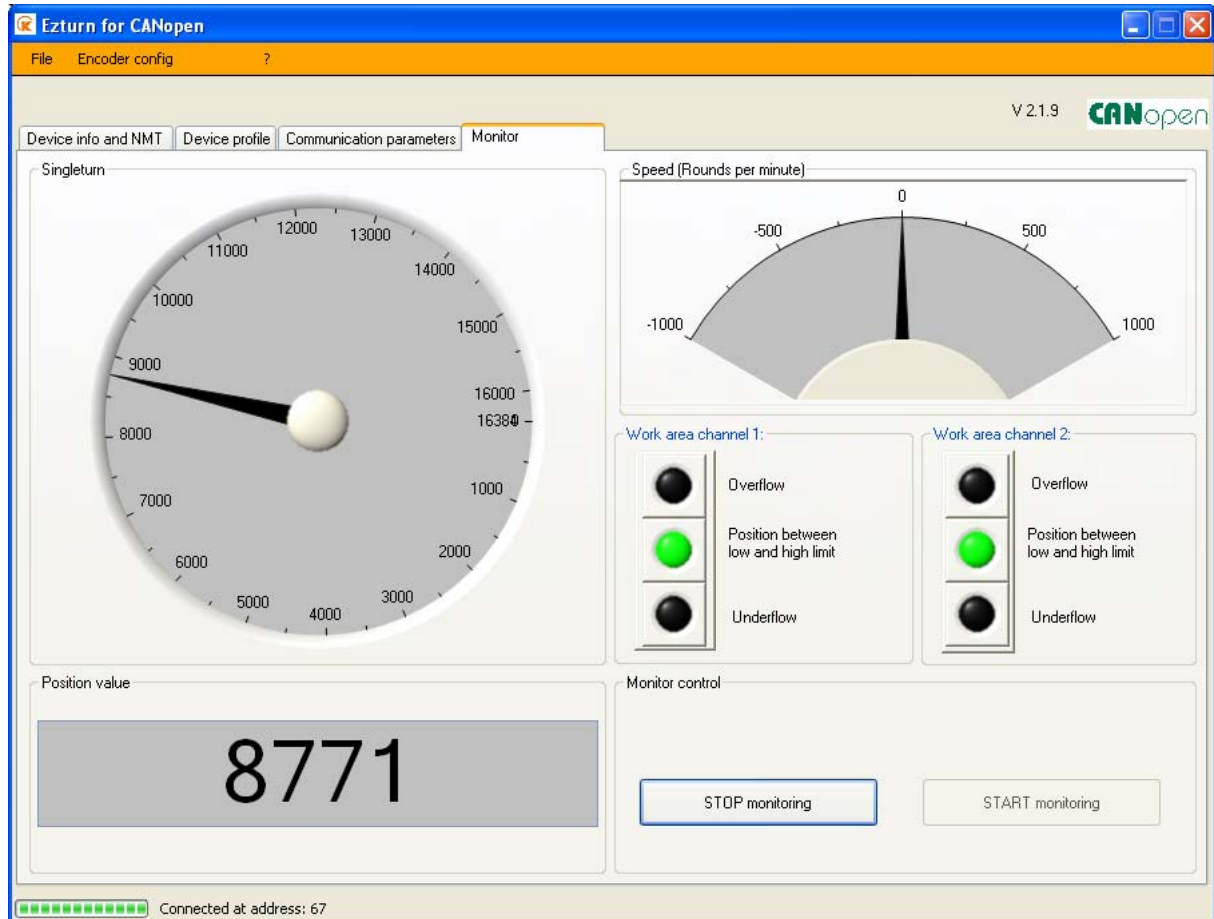 Ezturn for CANopen
File Encoder config ?
V 2.1.9 CANopen
Device info and NMT Device profile Communication parameters Monitor
Singleturn
12000
13000
11000
14000
10000
15000
9000
16000
16384
0
8000
1000
7000
2000
6000
3000
5000
4000
Speed (Rounds per minute)
0
-500 500
-1000 1000
Work area channel 1:
Overflow
Position between
low and high limit
Underflow
Work area channel 2:
Overflow
Position between
low and high limit
Underflow
Position value
8771
Monitor control
STOP monitoring START monitoring
Connected at address: 67